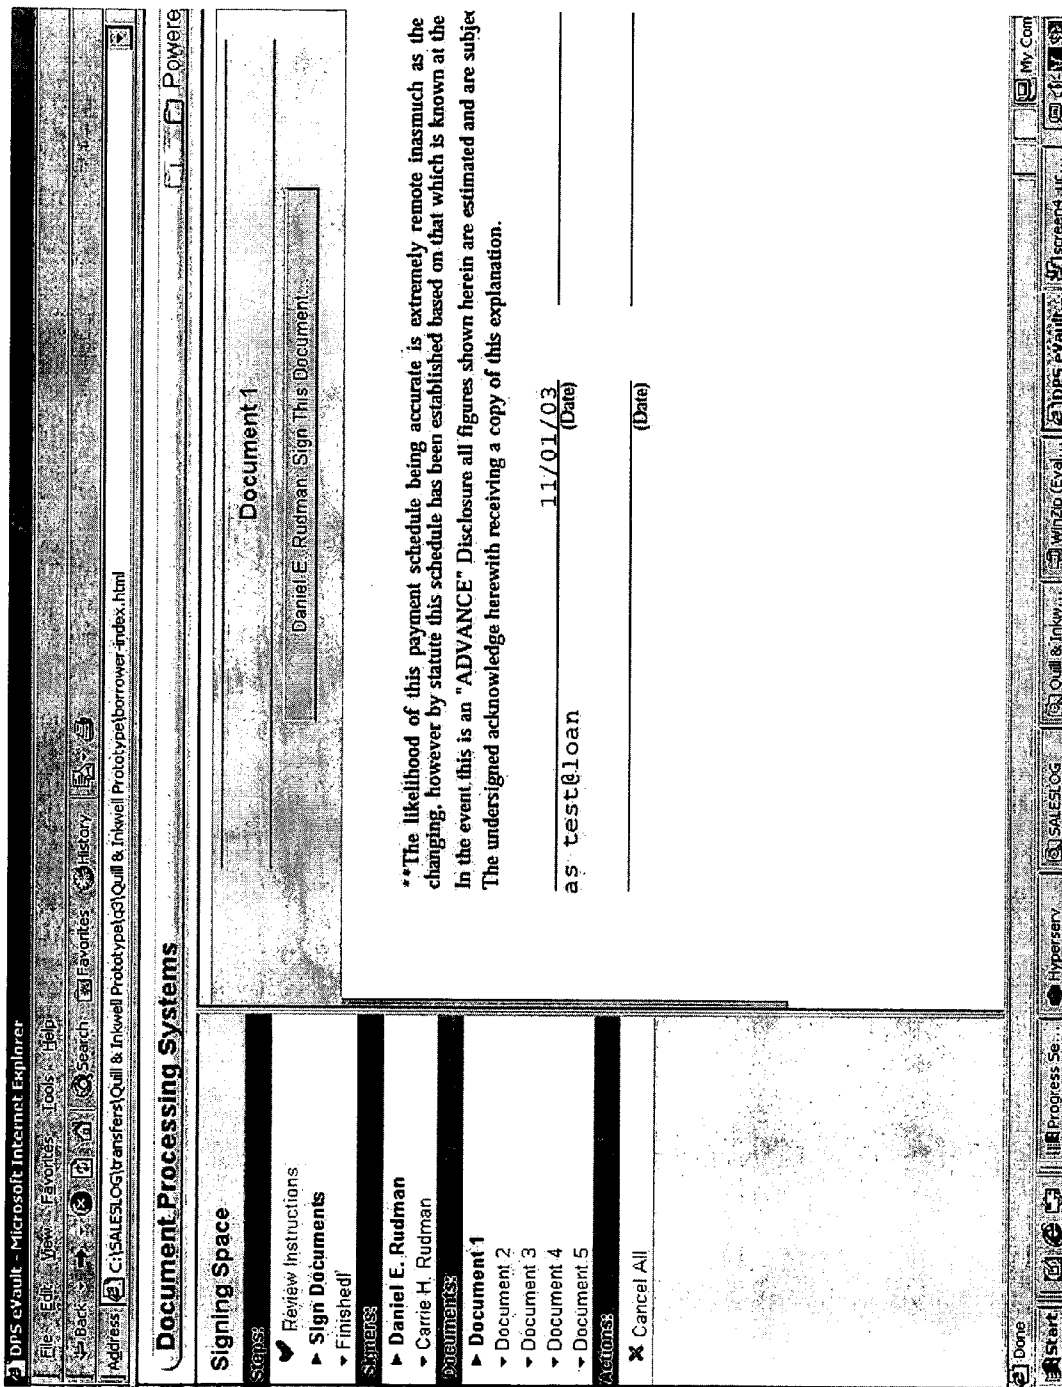 DPS eVault - Microsoft Internet Explorer
File Edit View Favorites Tools Help
Back Search Favorites History
Address C:\SALESLOG\transfers\Quill & Inkwell Prototype\q3\Quill & Inkwell Prototype\borrower-index.html
Document Processing Systems
Powere
Signing Space
Steps:
Review Instructions
Sign Documents
Finished!
Signers:
Daniel E. Rudman
Carrie H. Rudman
Documents:
Document 1
Document 2
Document 3
Document 4
Document 5
Actions:
Cancel All
Document 1
Daniel E. Rudman: Sign This Document...
**The likelihood of this payment schedule being accurate is extremely remote inasmuch as the
changing, however by statute this schedule has been established based on that which is known at the
In the event this is an "ADVANCE" Disclosure all figures shown herein are estimated and are subjec
The undersigned acknowledge herewith receiving a copy of this explanation.
as test@loan 11/01/03
(Date)
(Date)
Done
My Com
Start
Progress Se...
Hyperserv
SALESLOG
Quill & Inkw...
WinZip (Eval...
DPS eVault...